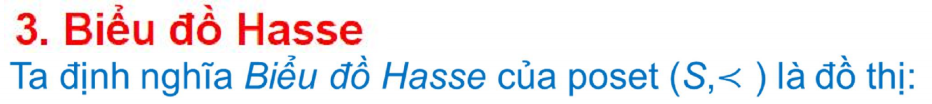 3. Biểu đồ Hasse
Ta định nghĩa Biểu đồ Hasse của poset (S,≺ ) là đồ thị: